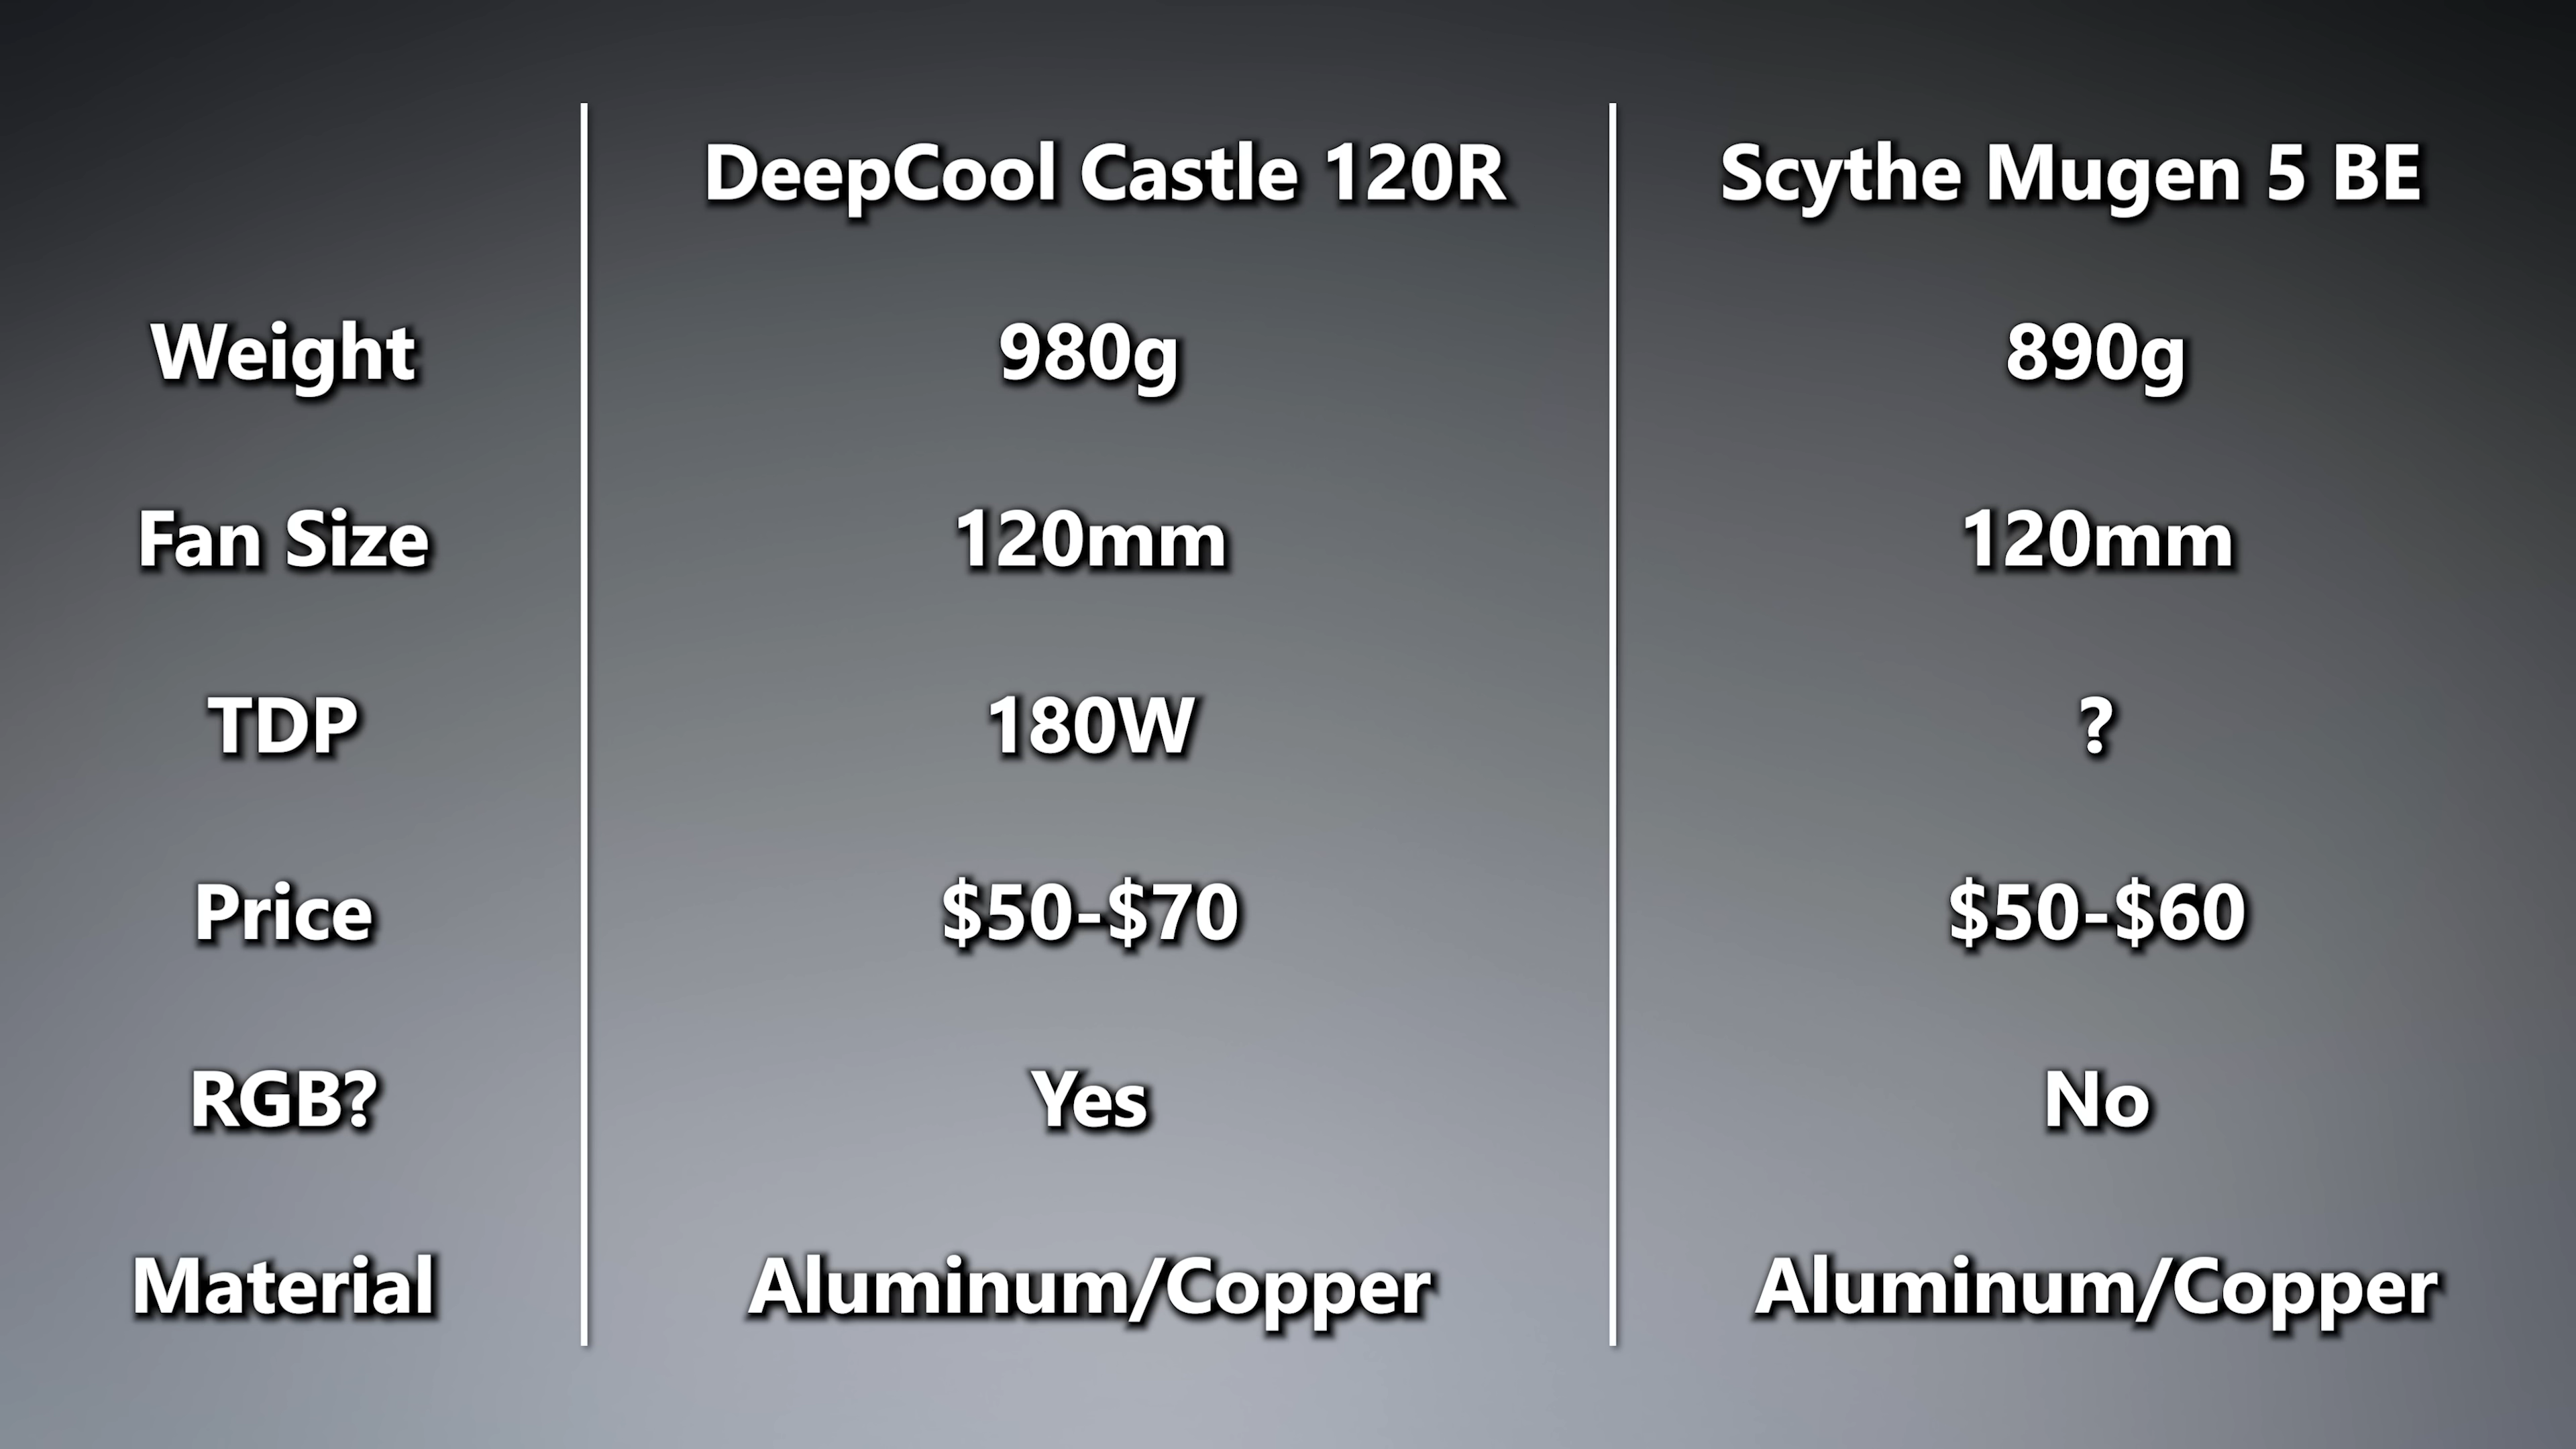 DeepCool Castle 120R Scythe Mugen 5 BE
Weight 980g 890g
Fan Size 120mm 120mm
TDP 180W ?
Price $50-$70 $50-$60
RGB? Yes No
Material Aluminum/Copper Aluminum/Copper